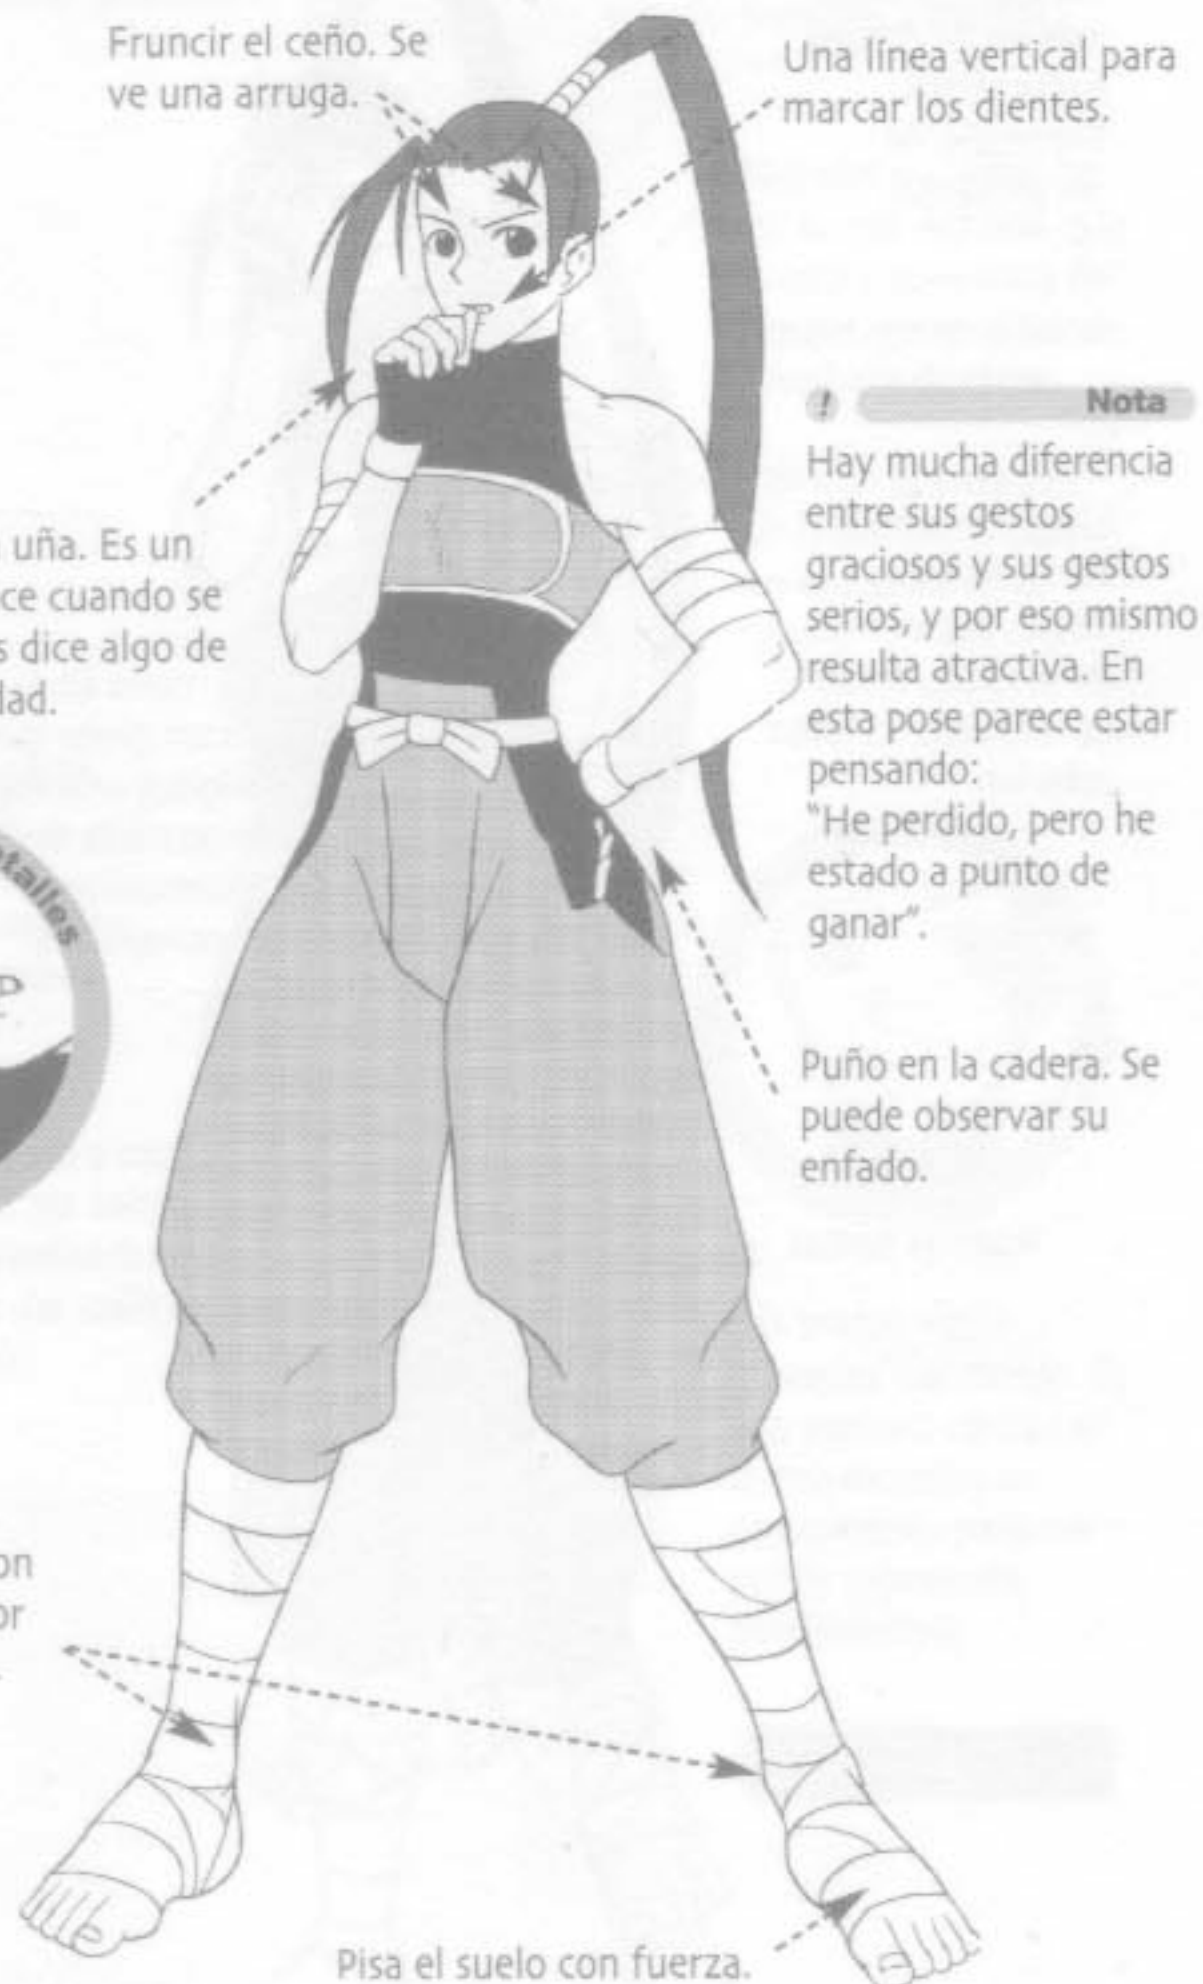 Fruncir el ceño. Se
ve una arruga.
Una línea vertical para
marcar los dientes.
! Nota
Hay mucha diferencia
entre sus gestos
graciosos y sus gestos
serios, y por eso mismo
resulta atractiva. En
esta pose parece estar
pensando:
"He perdido, pero he
estado a punto de
ganar".
uña. Es un
ce cuando se
s dice algo de
dad.
talles
Puño en la cadera. Se
puede observar su
enfado.
on
or
Pisa el suelo con fuerza.